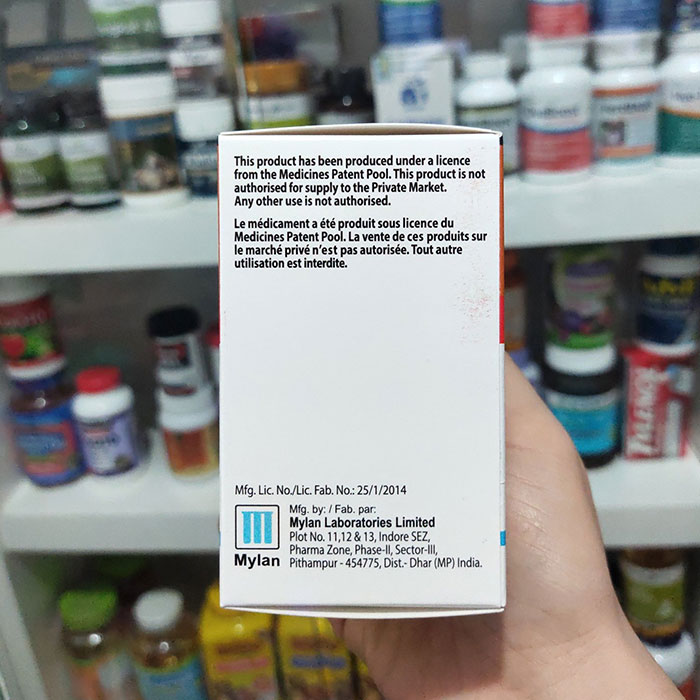 This product has been produced under a licence
from the Medicines Patent Pool. This product is not
authorised for supply to the Private Market.
Any other use is not authorised.
Le médicament a été produit sous licence du
Medicines Patent Pool. La vente de ces produits sur
le marché privé n'est pas autorisée. Tout autre
utilisation est interdite.
Mfg. Lic. No./Lic. Fab. No.: 25/1/2014
Mfg. by: / Fab. par:
Mylan Laboratories Limited
Plot No. 11,12 & 13, Indore SEZ,
Pharma Zone, Phase-II, Sector-III,
Pithampur - 454775, Dist.- Dhar (MP) India.
Mylan
TYLENOL